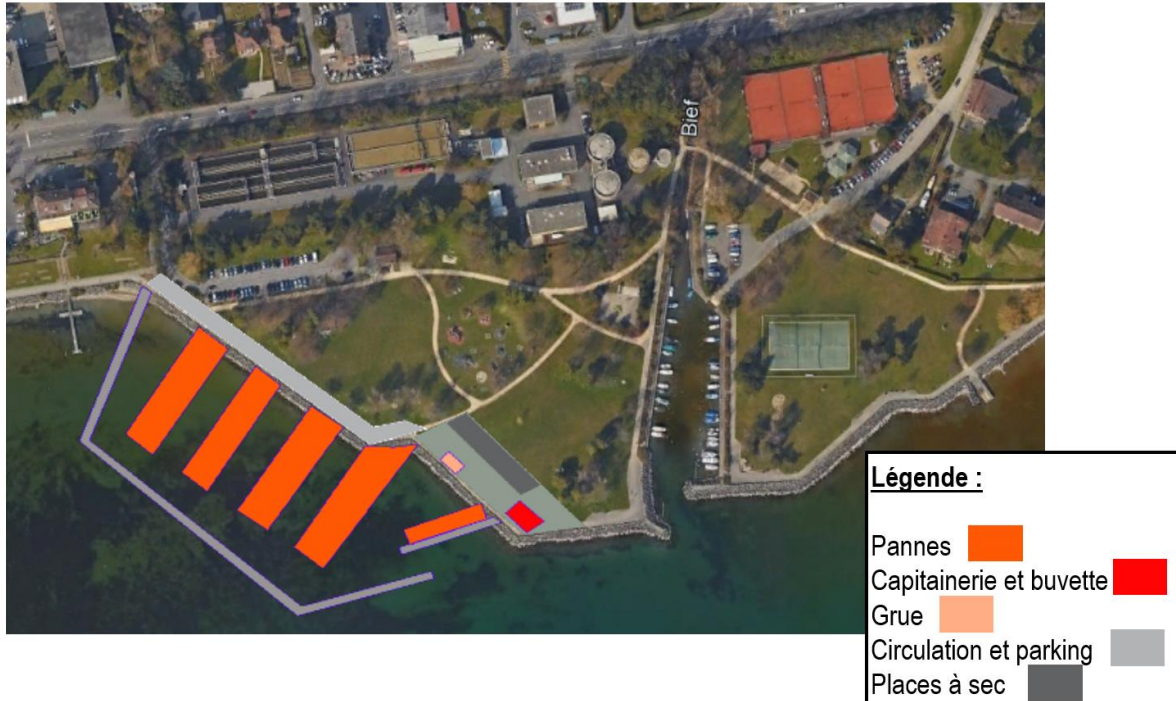 Bief
Légende :
Pannes
Capitainerie et buvette
Grue
Circulation et parking
Places à sec